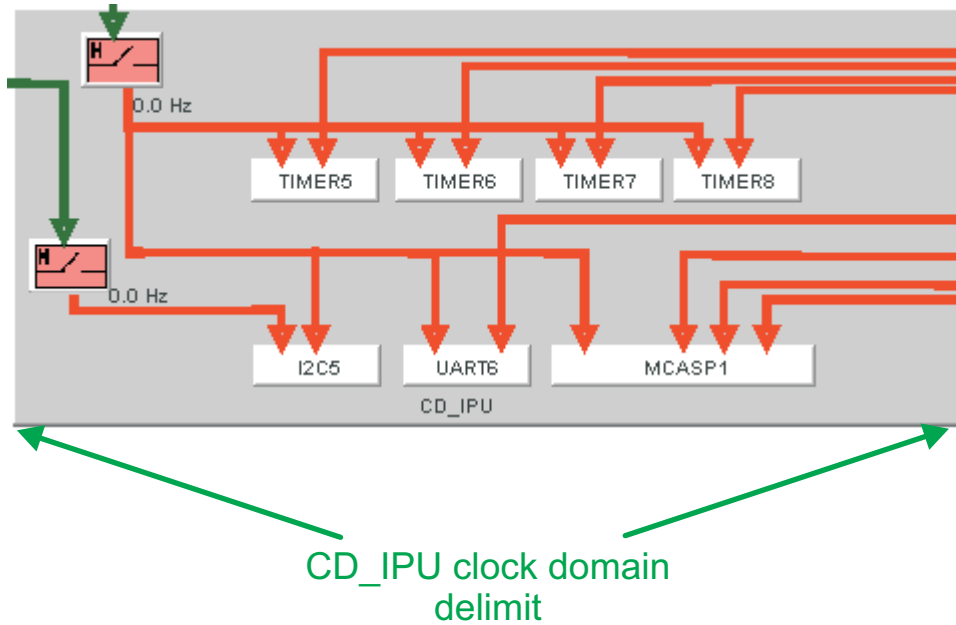 H
0.0 Hz
TIMER5 TIMER6 TIMER7 TIMER8
H
0.0 Hz
I2C5 UART6 MCASP1
CD_IPU
CD_IPU clock domain
delimit